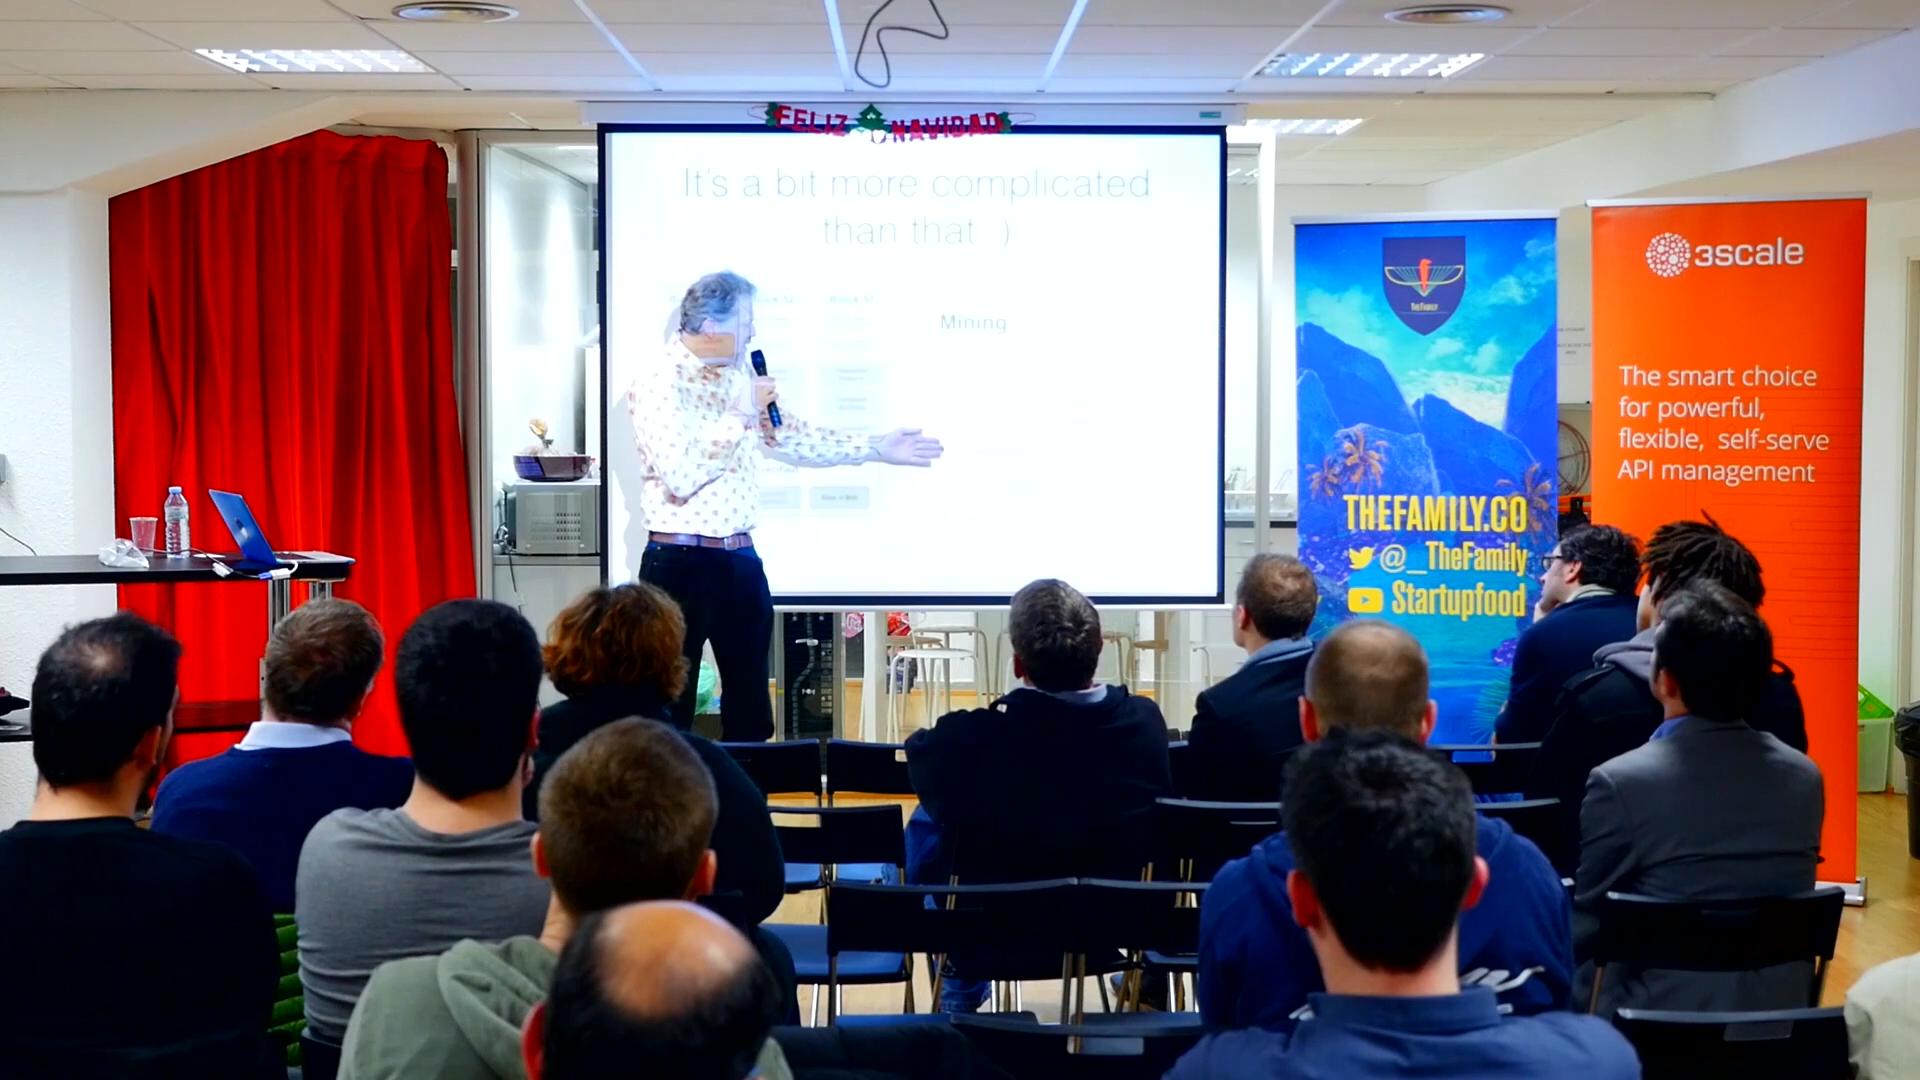 FELIZ NAVIDAD
It's a bit more complicated
than that :)
Mining
THEFAMILY
THEFAMILY.CO
@_TheFamily
Startupfood
3scale
The smart choice
for powerful,
flexible, self-serve
API management